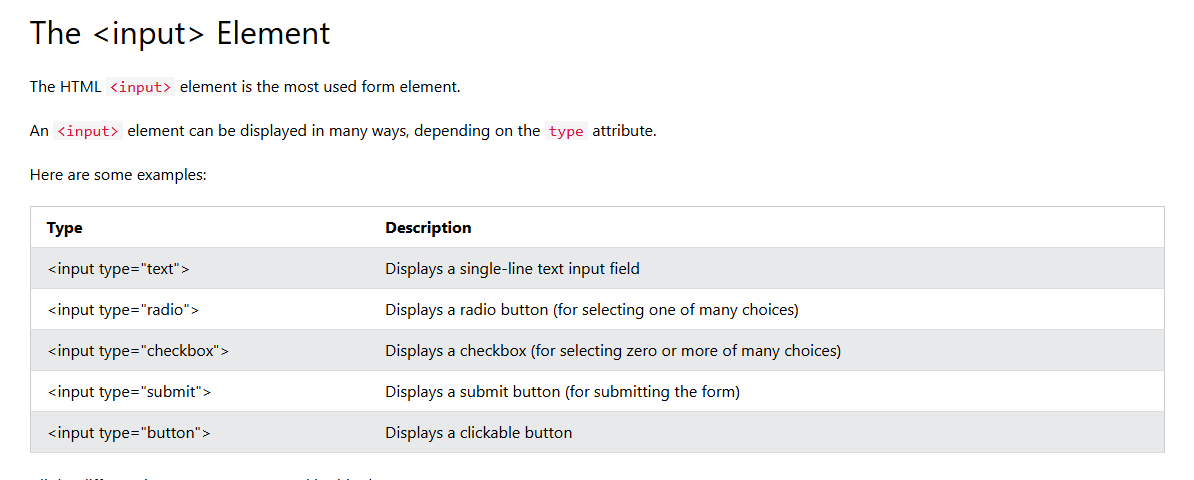 The <input> Element
The HTML <input> element is the most used form element.
An <input> element can be displayed in many ways, depending on the type attribute.
Here are some examples:
Type Description
<input type="text"> Displays a single-line text input field
<input type="radio"> Displays a radio button (for selecting one of many choices)
<input type="checkbox"> Displays a checkbox (for selecting zero or more of many choices)
<input type="submit"> Displays a submit button (for submitting the form)
<input type="button"> Displays a clickable button